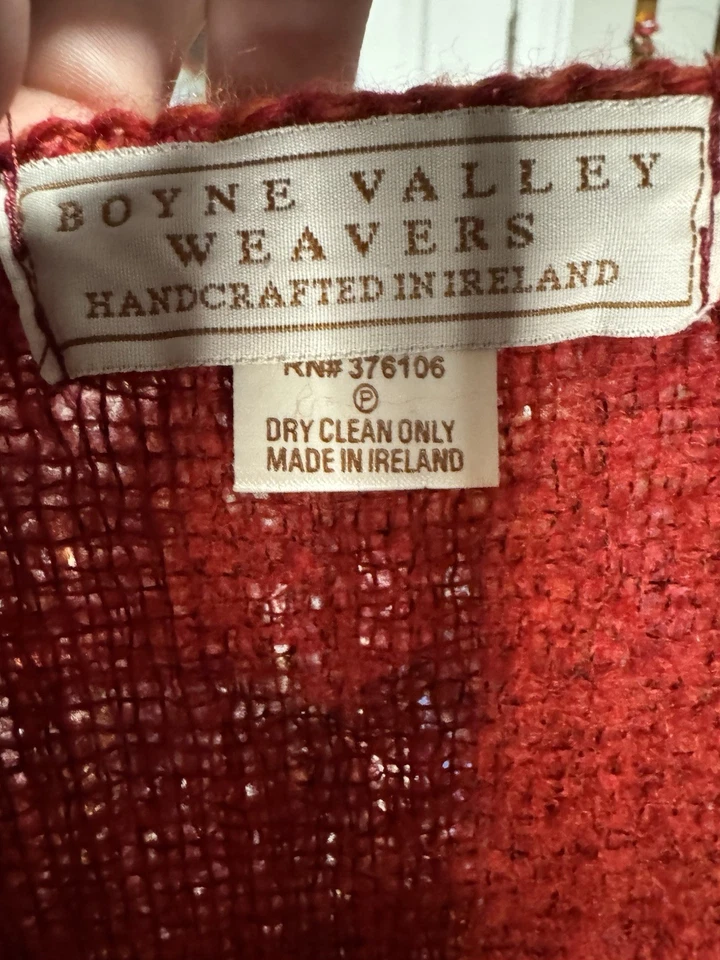 BOYNE VALLEY
WEAVERS
HANDCRAFTED IN IRELAND
RN# 376106
Ⓟ
DRY CLEAN ONLY
MADE IN IRELAND